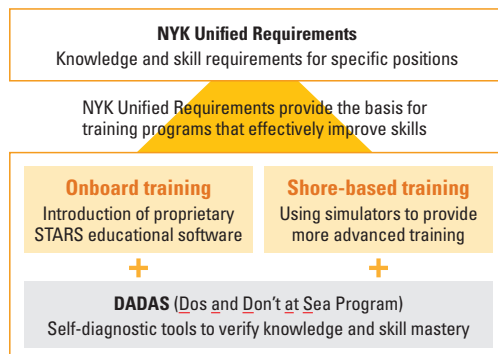 NYK Unified Requirements
Knowledge and skill requirements for specific positions
NYK Unified Requirements provide the basis for
training programs that effectively improve skills
Onboard training
Introduction of proprietary
STARS educational software
Shore-based training
Using simulators to provide
more advanced training
+
+
DADAS (Dos and Don't at Sea Program)
Self-diagnostic tools to verify knowledge and skill mastery